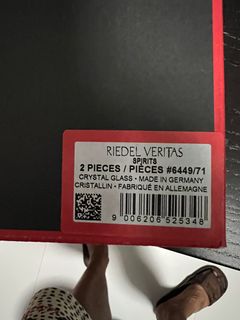 RIEDEL VERITAS
SPIRITS
2 PIECES / PIÈCES #6449/71
CRYSTAL GLASS · MADE IN GERMANY
CRISTALLIN · FABRIQUÉ EN ALLEMAGNE
9 006206 525348